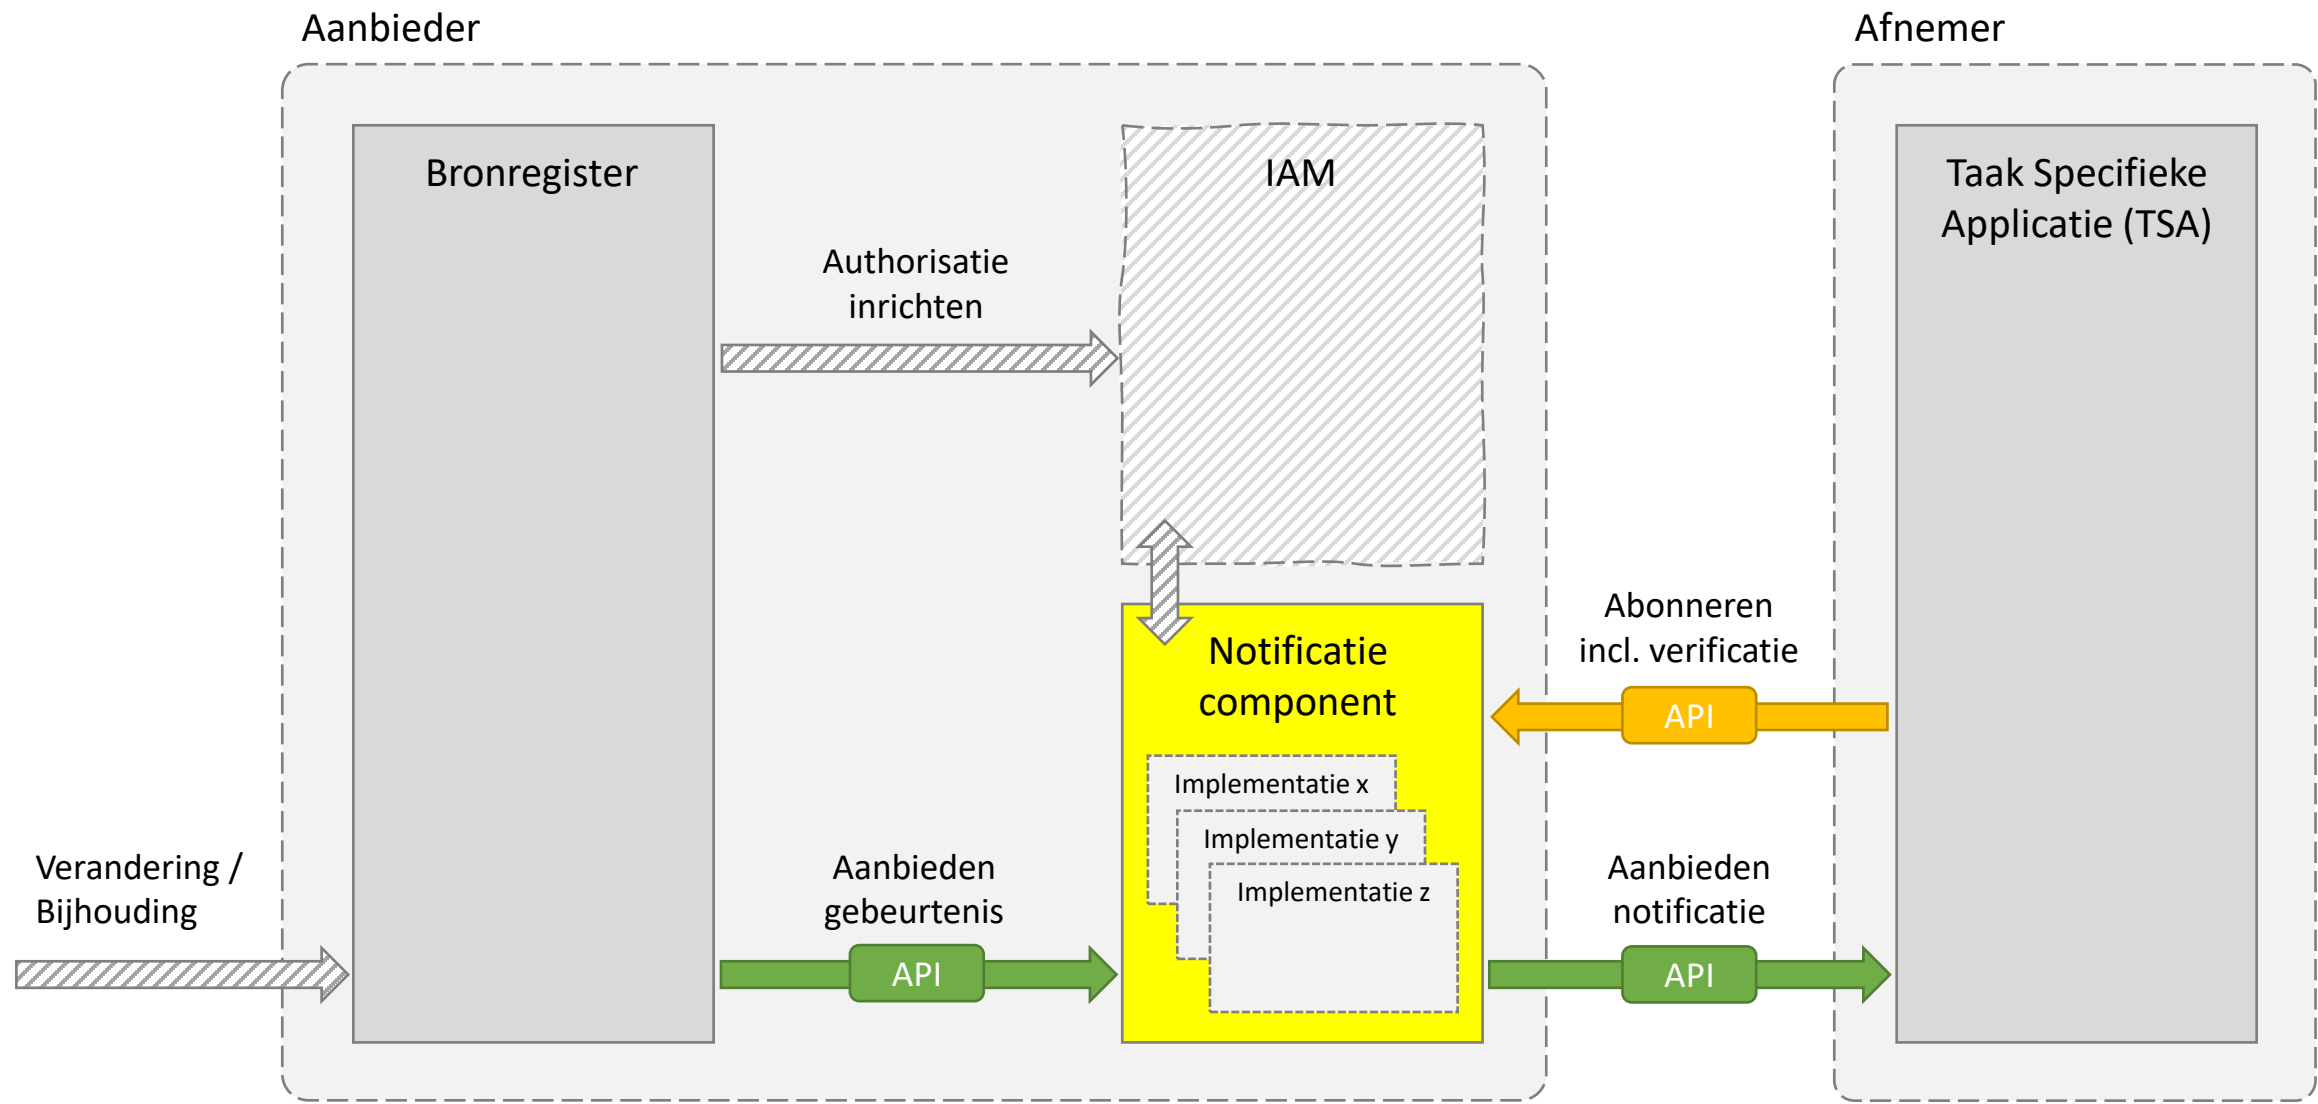 Aanbieder
Afnemer
Bronregister
IAM
Taak Specifieke
Applicatie (TSA)
Authorisatie
inrichten
Abonneren
incl. verificatie
API
Notificatie
component
Implementatie x
Implementatie y
Implementatie z
Verandering /
Bijhouding
Aanbieden
gebeurtenis
API
Aanbieden
notificatie
API